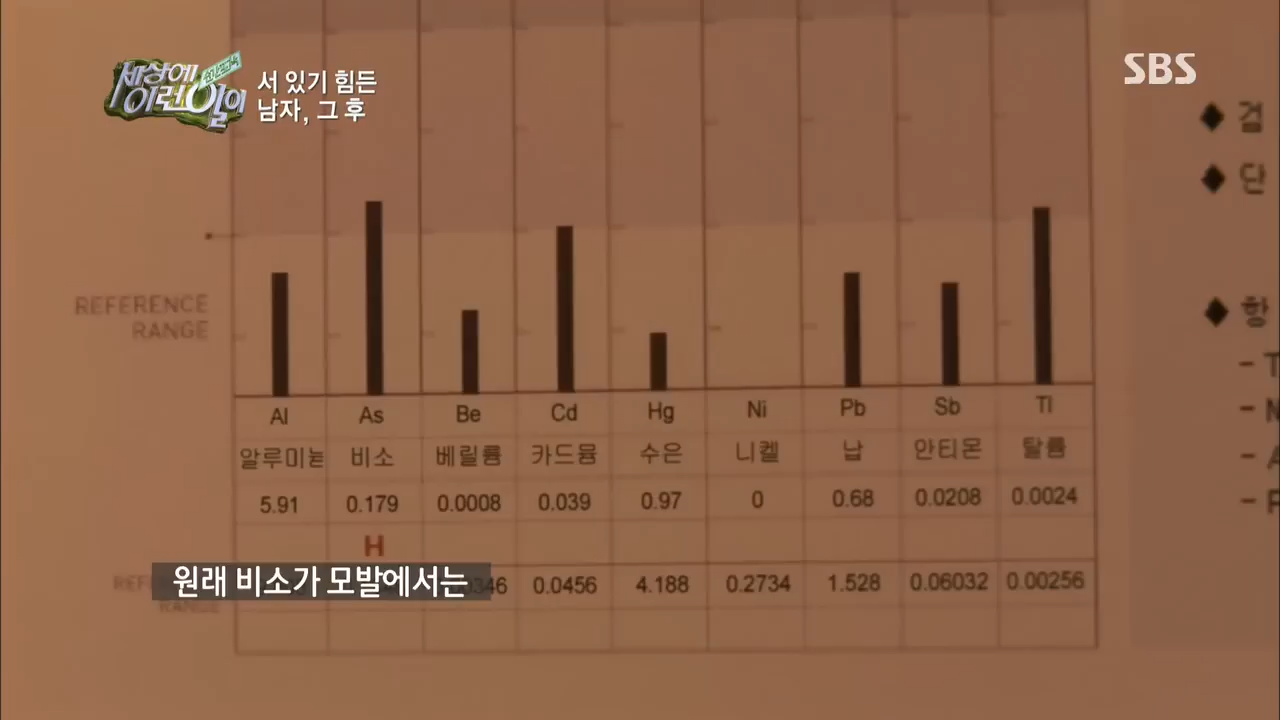 세상에
이런일이
서 있기 힘든
남자, 그 후
SBS
REFERENCE
RANGE
Al As Be Cd Hg Ni Pb Sb Tl
알루미늄 비소 베릴륨 카드뮴 수은 니켈 납 안티몬 탈륨
5.91 0.179 0.0008 0.039 0.97 0 0.68 0.0208 0.0024
H
0.0456 4.188 0.2734 1.528 0.06032 0.00256
RANGE
원래 비소가 모발에서는
◆
◆ 단
◆ 항
-
-
-
-